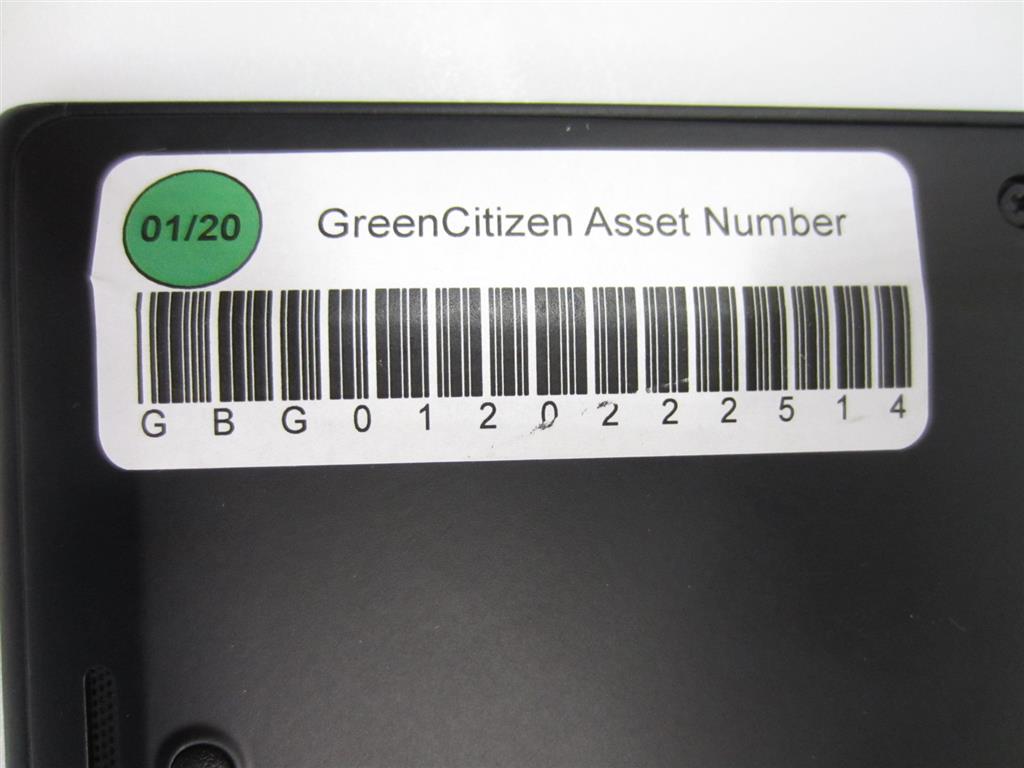 01/20
GreenCitizen Asset Number
G B G 0 1 2 0 2 2 2 5 1 4